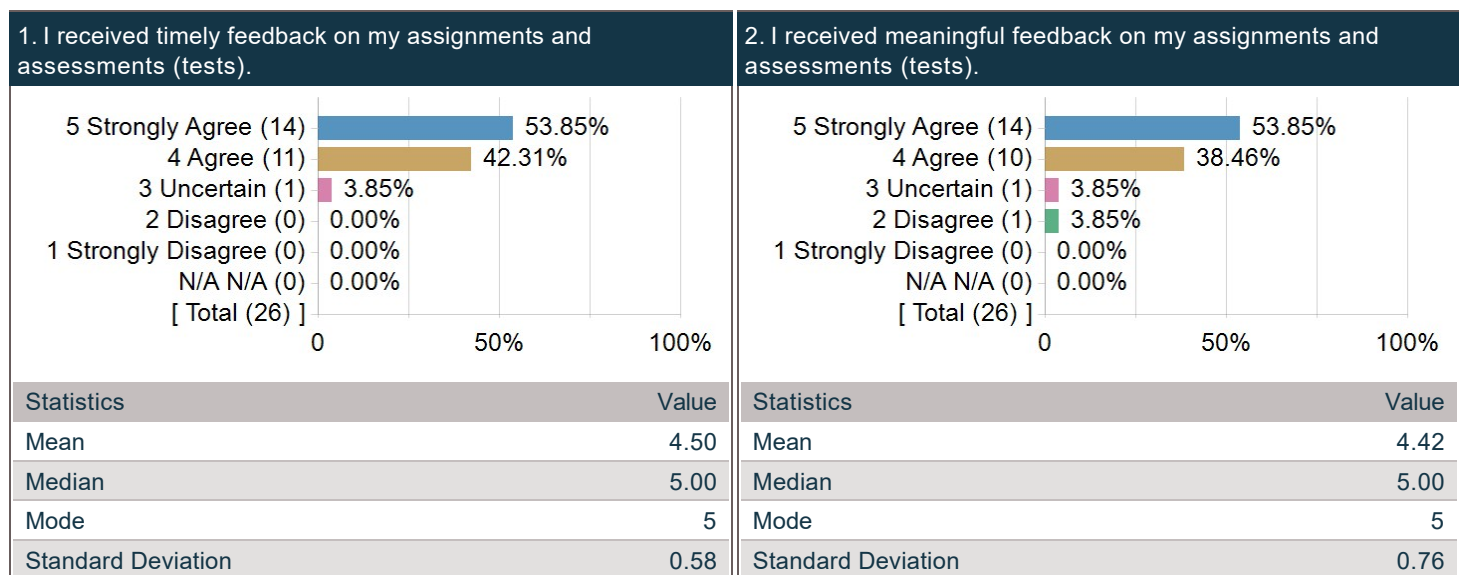 1. I received timely feedback on my assignments and
assessments (tests).
5 Strongly Agree (14) 53.85%
4 Agree (11) 42.31%
3 Uncertain (1) 3.85%
2 Disagree (0) 0.00%
1 Strongly Disagree (0) 0.00%
N/A N/A (0) 0.00%
[ Total (26) ]
0 50% 100%
Statistics Value
Mean 4.50
Median 5.00
Mode 5
Standard Deviation 0.58
2. I received meaningful feedback on my assignments and
assessments (tests).
5 Strongly Agree (14) 53.85%
4 Agree (10) 38.46%
3 Uncertain (1) 3.85%
2 Disagree (1) 3.85%
1 Strongly Disagree (0) 0.00%
N/A N/A (0) 0.00%
[ Total (26) ]
0 50% 100%
Statistics Value
Mean 4.42
Median 5.00
Mode 5
Standard Deviation 0.76